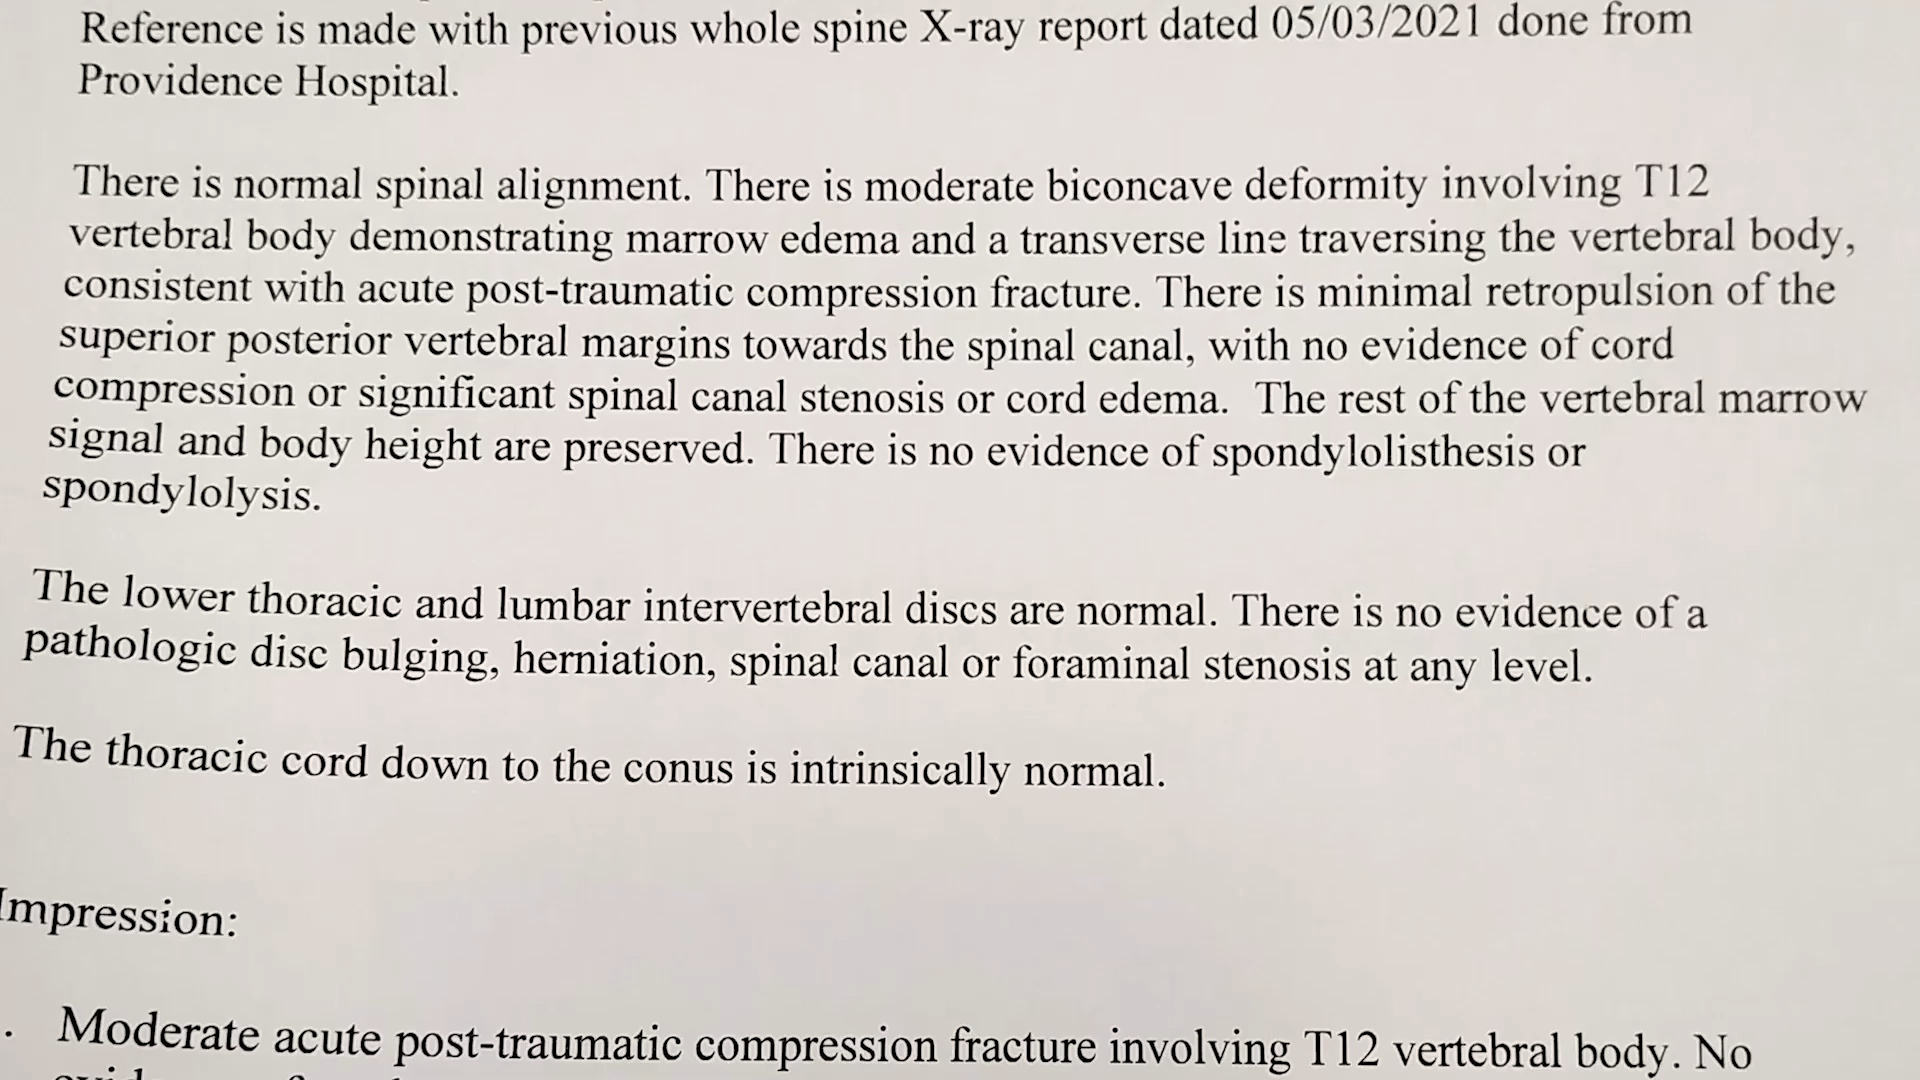 Reference is made with previous whole spine X-ray report dated 05/03/2021 done from
Providence Hospital.
There is normal spinal alignment. There is moderate biconcave deformity involving T12
vertebral body demonstrating marrow edema and a transverse line traversing the vertebral body,
consistent with acute post-traumatic compression fracture. There is minimal retropulsion of the
superior posterior vertebral margins towards the spinal canal, with no evidence of cord
compression or significant spinal canal stenosis or cord edema. The rest of the vertebral marrow
signal and body height are preserved. There is no evidence of spondylolisthesis or
spondylolysis.
The lower thoracic and lumbar intervertebral discs are normal. There is no evidence of a
pathologic disc bulging, herniation, spinal canal or foraminal stenosis at any level.
The thoracic cord down to the conus is intrinsically normal.
Impression:
. Moderate acute post-traumatic compression fracture involving T12 vertebral body. No